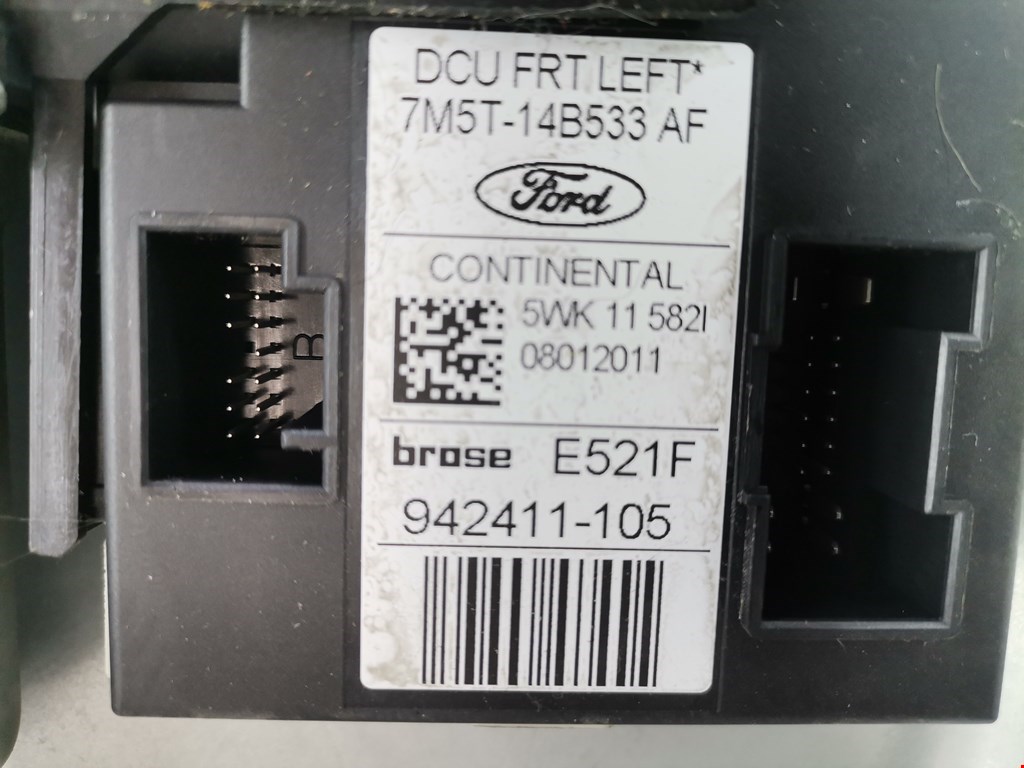 DCU FRT LEFT*
7M5T-14B533 AF
Ford
CONTINENTAL
5WK 11 582I
08012011
brose E521F
942411-105
B